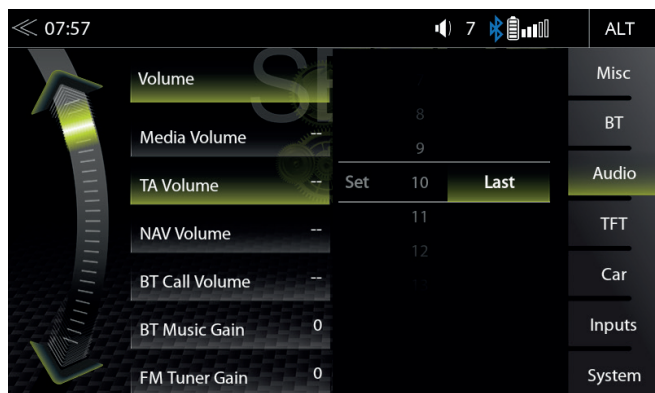 07:57 7 ALT
Volume
Media Volume --
TA Volume --
NAV Volume --
BT Call Volume --
BT Music Gain 0
FM Tuner Gain 0
8
9
Set 10 Last
11
12
Misc
BT
Audio
TFT
Car
Inputs
System